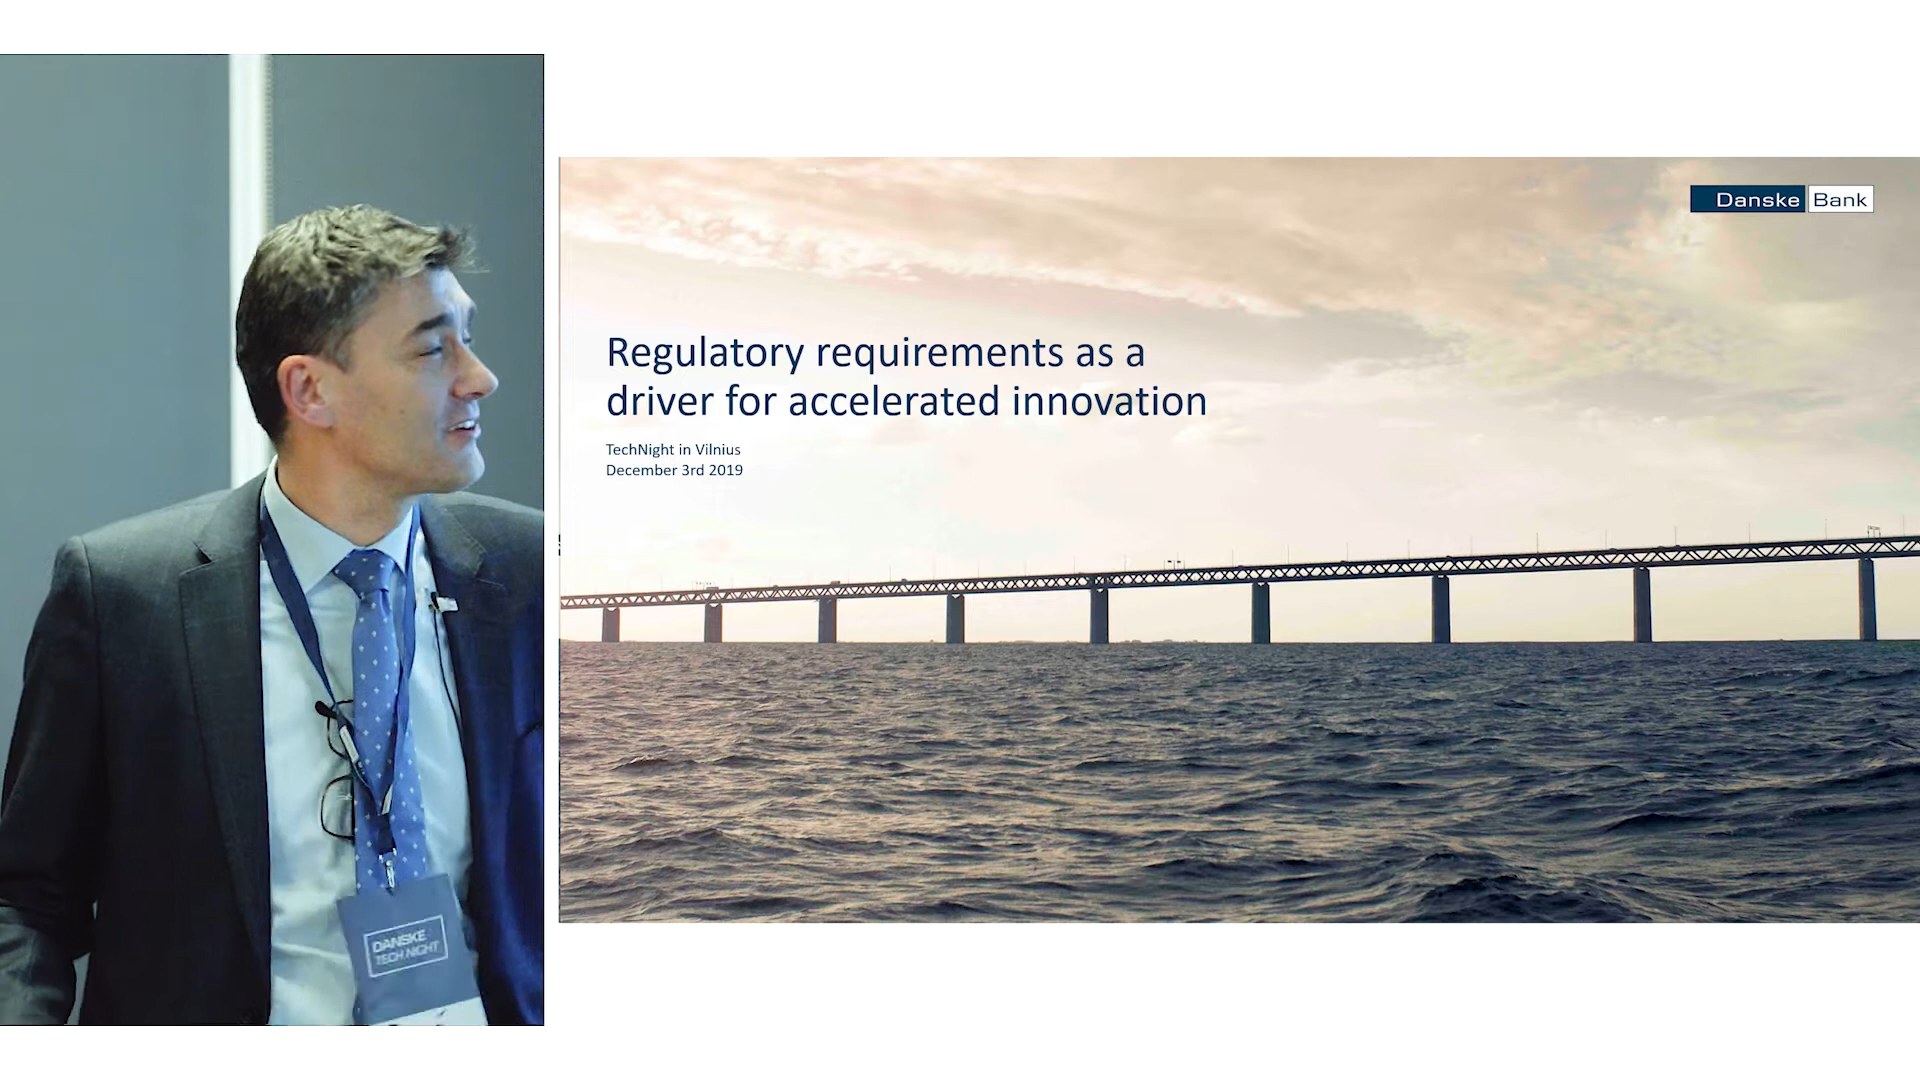 Danske Bank
Regulatory requirements as a
driver for accelerated innovation
TechNight in Vilnius
December 3rd 2019
DANSKE
TECH NIGHT